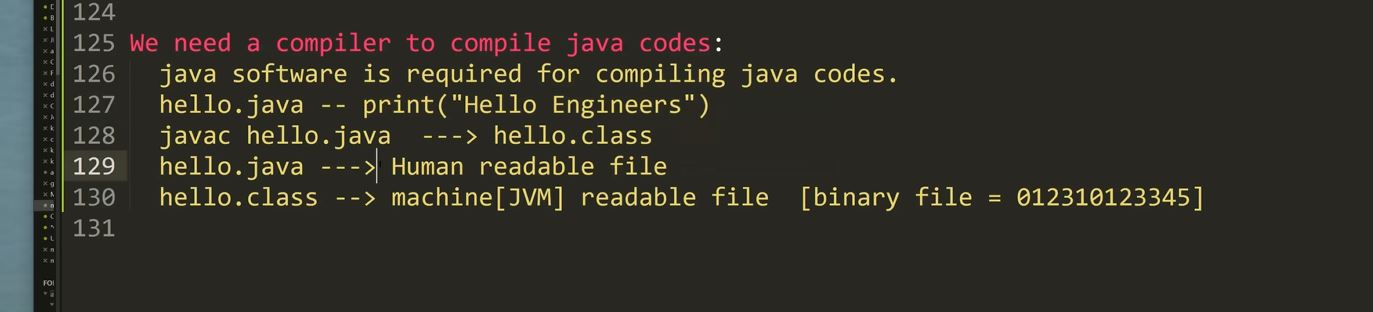 124
125 We need a compiler to compile java codes:
126 java software is required for compiling java codes.
127 hello.java -- print("Hello Engineers")
128 javac hello.java ---> hello.class
129 hello.java ---> Human readable file
130 hello.class --> machine[JVM] readable file [binary file = 012310123345]
131
FOL